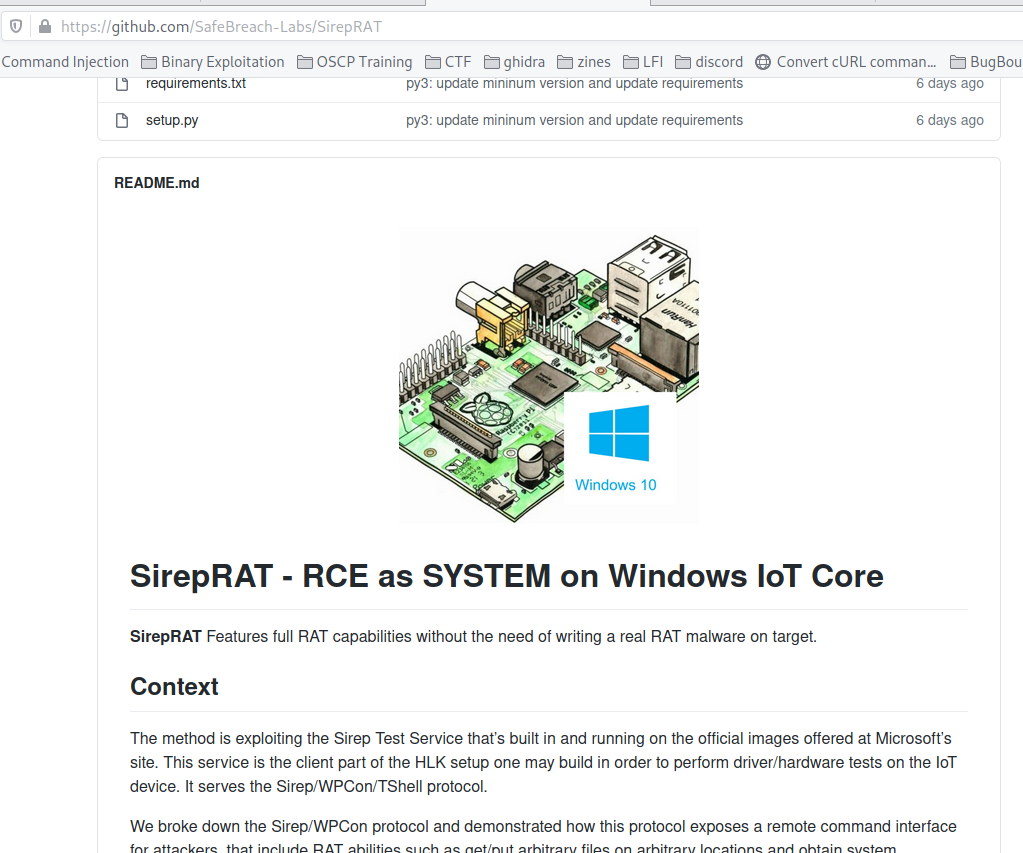 https://github.com/SafeBreach-Labs/SirepRAT
Command Injection Binary Exploitation OSCP Training CTF ghidra zines LFI discord Convert cURL comman... BugBou
requirements.txt py3: update mininum version and update requirements 6 days ago
setup.py py3: update mininum version and update requirements 6 days ago
README.md
HanRun
Raspberry Pi
Windows 10
SirepRAT - RCE as SYSTEM on Windows IoT Core
SirepRAT Features full RAT capabilities without the need of writing a real RAT malware on target.
Context
The method is exploiting the Sirep Test Service that's built in and running on the official images offered at Microsoft's
site. This service is the client part of the HLK setup one may build in order to perform driver/hardware tests on the IoT
device. It serves the Sirep/WPCon/TShell protocol.
We broke down the Sirep/WPCon protocol and demonstrated how this protocol exposes a remote command interface
for attackers, that include RAT abilities such as get/put arbitrary files on arbitrary locations and obtain system